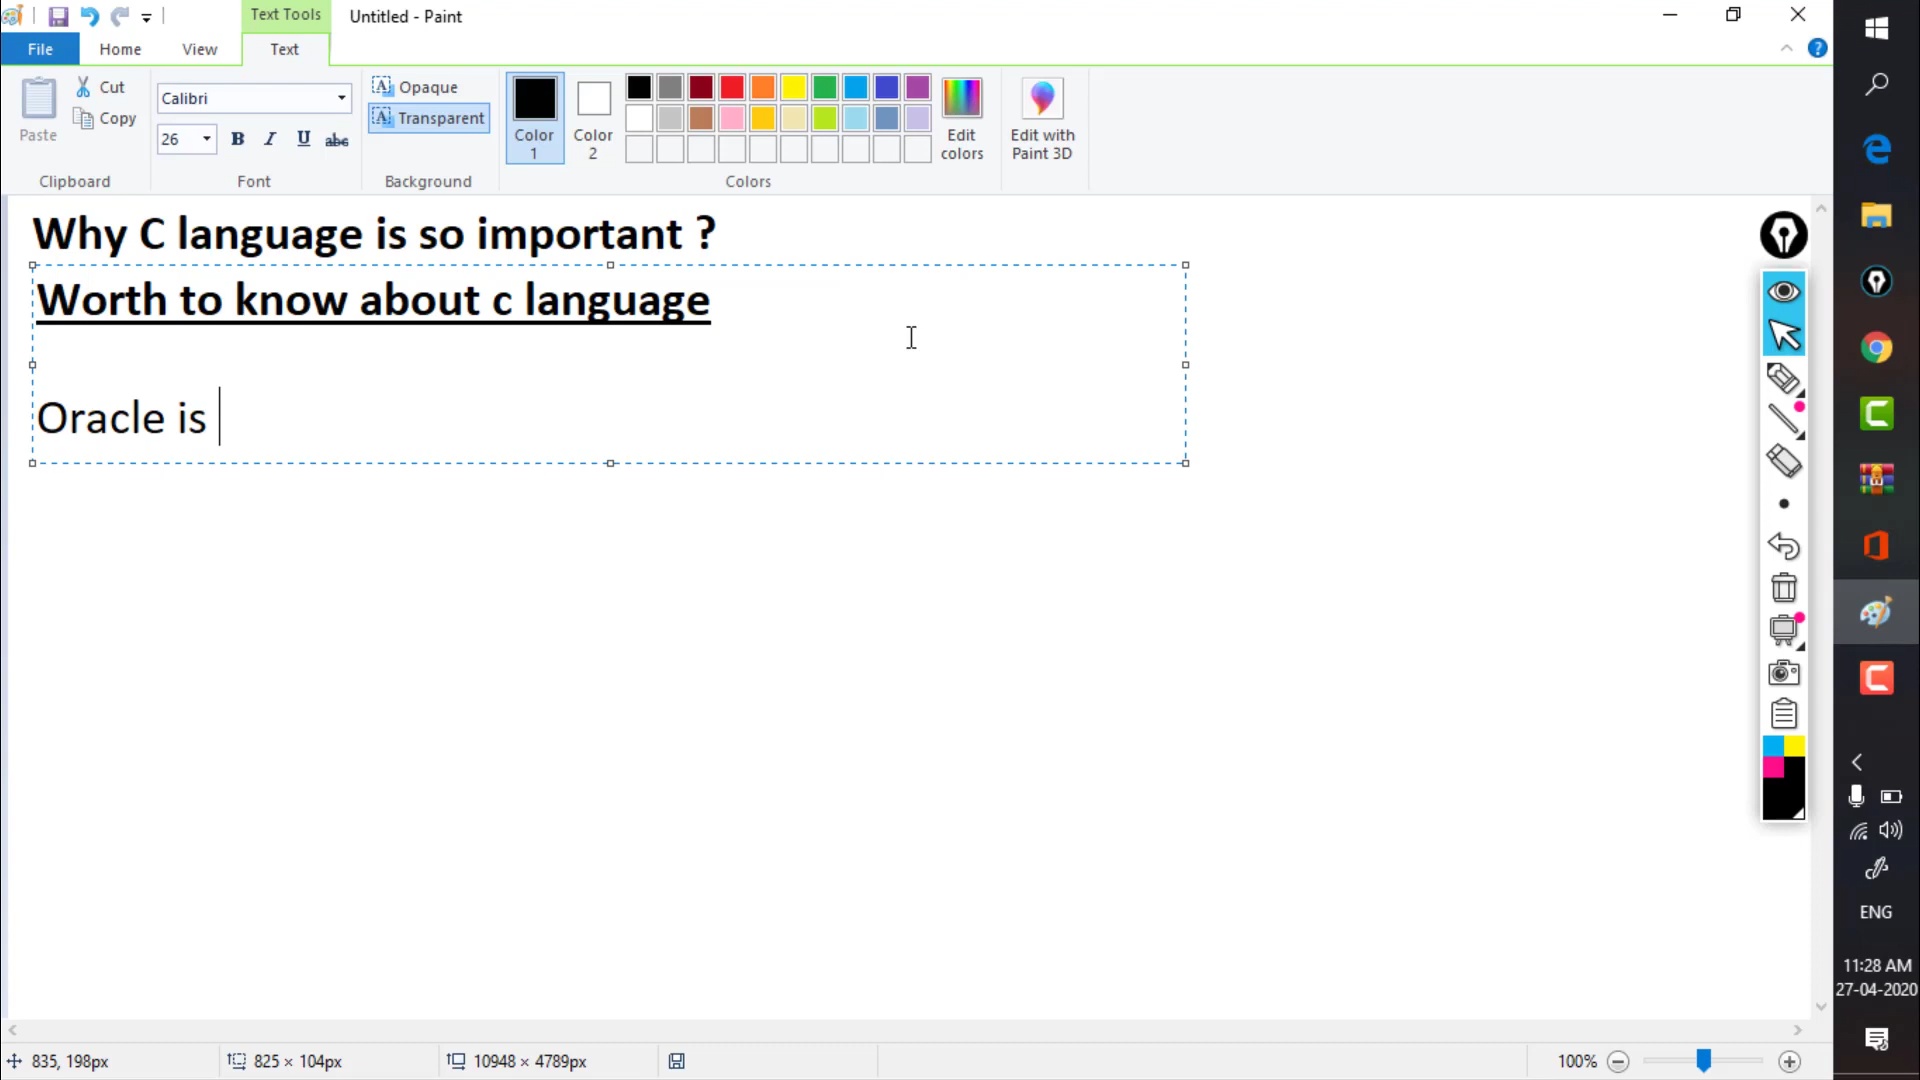 Text Tools
Untitled - Paint
File
Home
View
Text
Paste
Cut
Copy
Clipboard
Calibri
26
B I U abc
Font
Opaque
Transparent
Background
Color 1
Color 2
Edit colors
Colors
Edit with Paint 3D
Why C language is so important ?
Worth to know about c language
Oracle is
835, 198px
825 × 104px
10948 × 4789px
100%
ENG
11:28 AM
27-04-2020